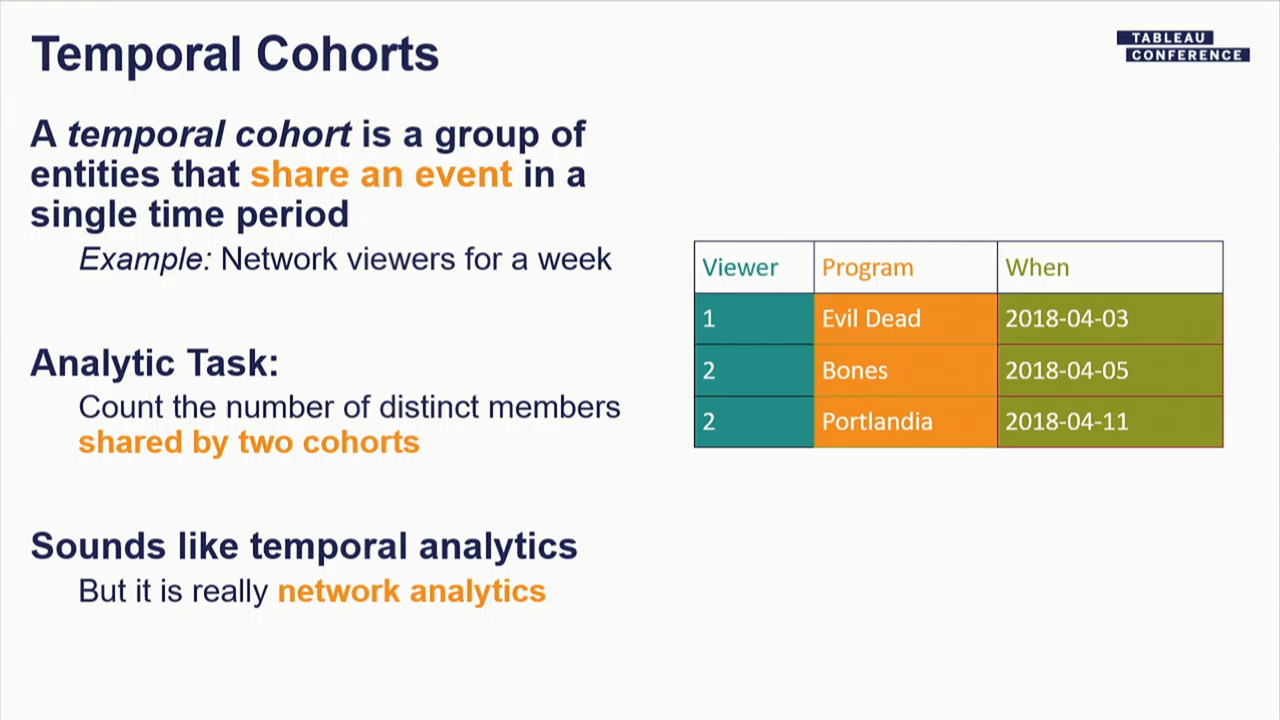 Temporal Cohorts
TABLEAU
CONFERENCE
A temporal cohort is a group of
entities that share an event in a
single time period
Example: Network viewers for a week
Analytic Task:
Count the number of distinct members
shared by two cohorts
Sounds like temporal analytics
But it is really network analytics
Viewer Program When
1 Evil Dead 2018-04-03
2 Bones 2018-04-05
2 Portlandia 2018-04-11